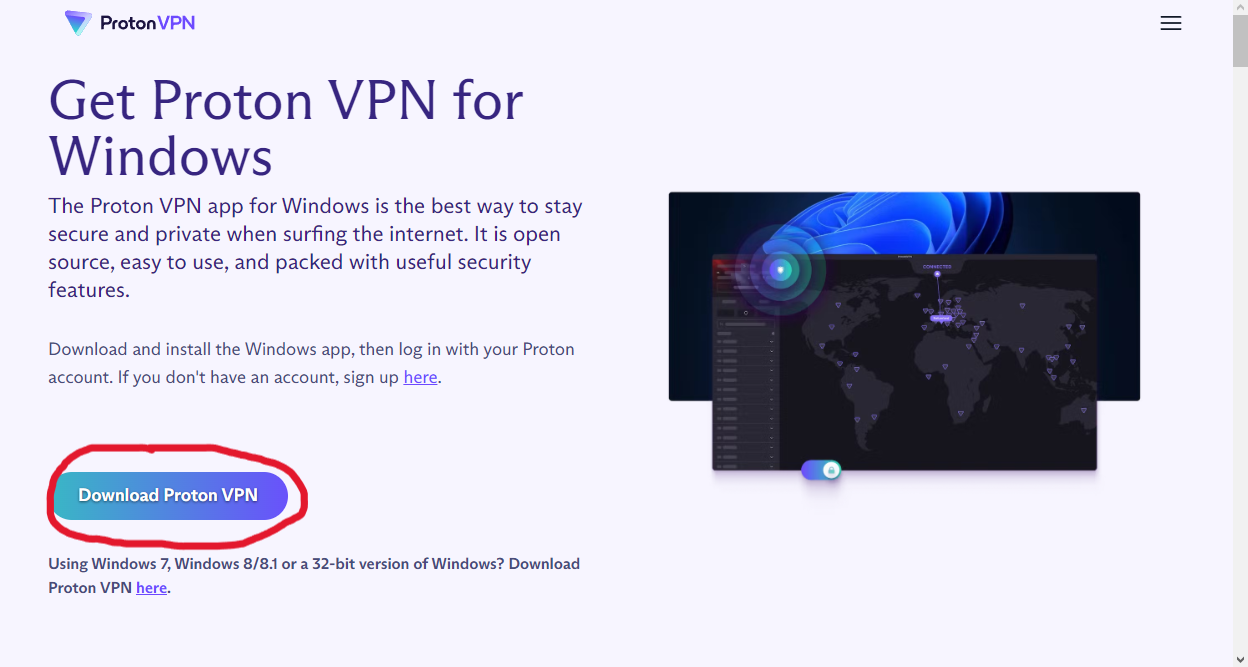 ProtonVPN
Get Proton VPN for
Windows
The Proton VPN app for Windows is the best way to stay
secure and private when surfing the internet. It is open
source, easy to use, and packed with useful security
features.
Download and install the Windows app, then log in with your Proton
account. If you don't have an account, sign up here.
CONNECTED
Download Proton VPN
Using Windows 7, Windows 8/8.1 or a 32-bit version of Windows? Download
Proton VPN here.